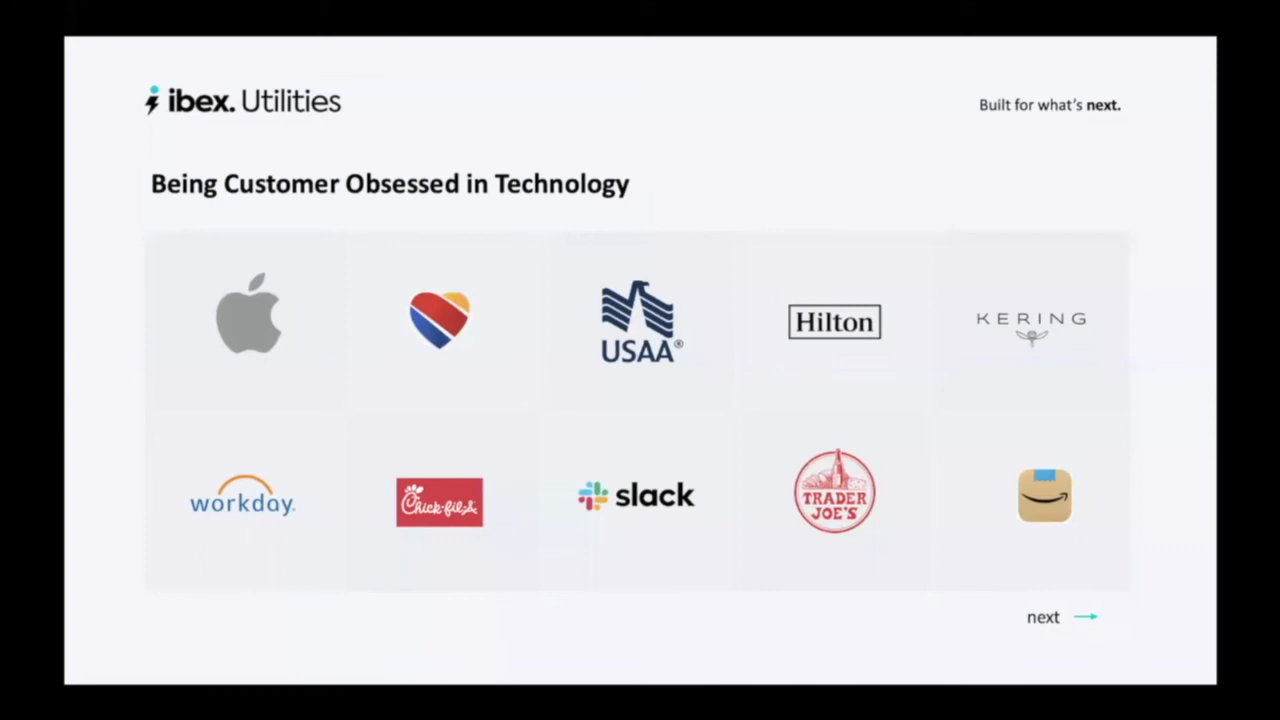 ibex. Utilities
Built for what's next.
Being Customer Obsessed in Technology
USAA®
Hilton
KERING
workday.
Chick-fil-A
slack
TRADER
JOE'S
next